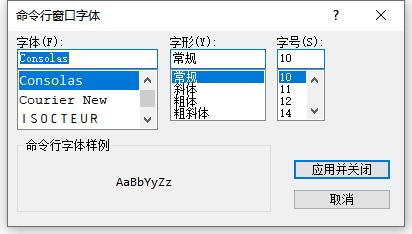 命令行窗口字体
字体(F): 字形(Y): 字号(S):
Consolas 常规 10
Consolas 常规 10
Courier New 斜体 11
ISOCTEUR 粗体 12
粗斜体 14
命令行字体样例
AaBbYyZz
应用并关闭
取消